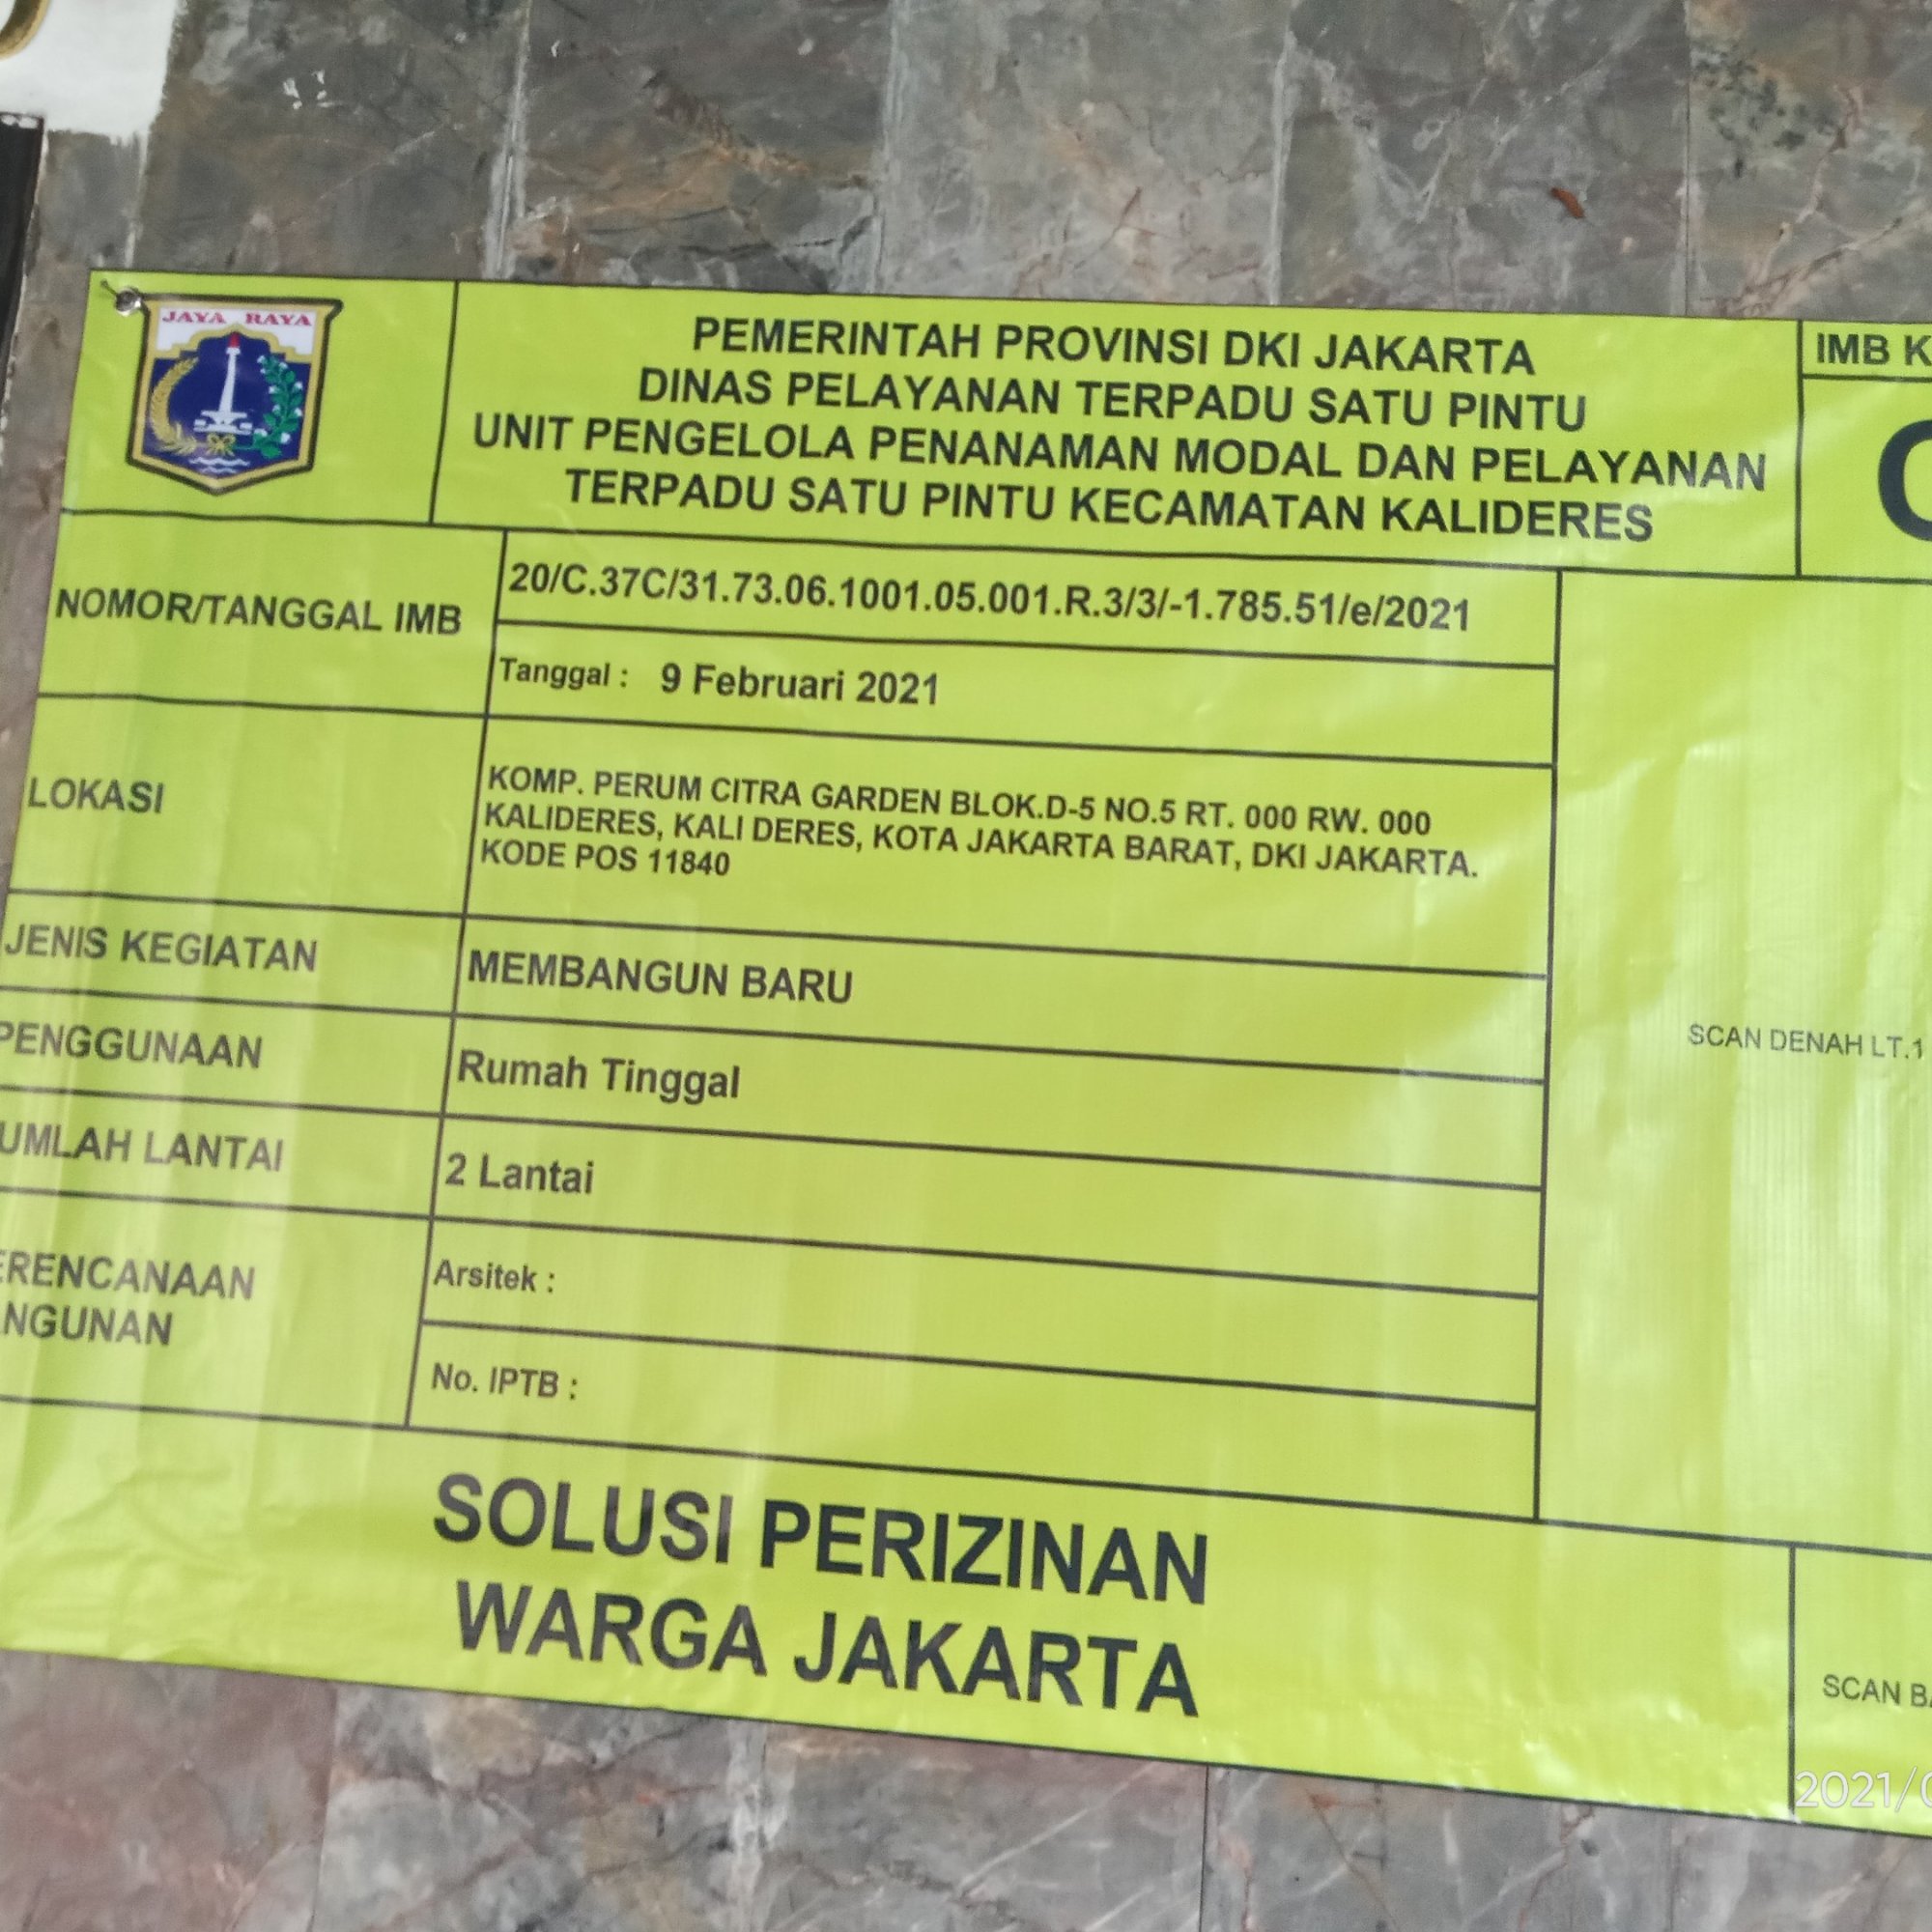 JAYA RAYA
PEMERINTAH PROVINSI DKI JAKARTA
DINAS PELAYANAN TERPADU SATU PINTU
UNIT PENGELOLA PENANAMAN MODAL DAN PELAYANAN
TERPADU SATU PINTU KECAMATAN KALIDERES
IMB K
NOMOR/TANGGAL IMB
20/C.37C/31.73.06.1001.05.001.R.3/3/-1.785.51/e/2021
Tanggal : 9 Februari 2021
LOKASI
KOMP. PERUM CITRA GARDEN BLOK.D-5 NO.5 RT. 000 RW. 000
KALIDERES, KALI DERES, KOTA JAKARTA BARAT, DKI JAKARTA.
KODE POS 11840
JENIS KEGIATAN
MEMBANGUN BARU
PENGGUNAAN
Rumah Tinggal
UMLAH LANTAI
2 Lantai
ERENCANAAN
NGUNAN
Arsitek :
No. IPTB :
SCAN DENAH LT.1
SOLUSI PERIZINAN
WARGA JAKARTA
SCAN BA
2021/0